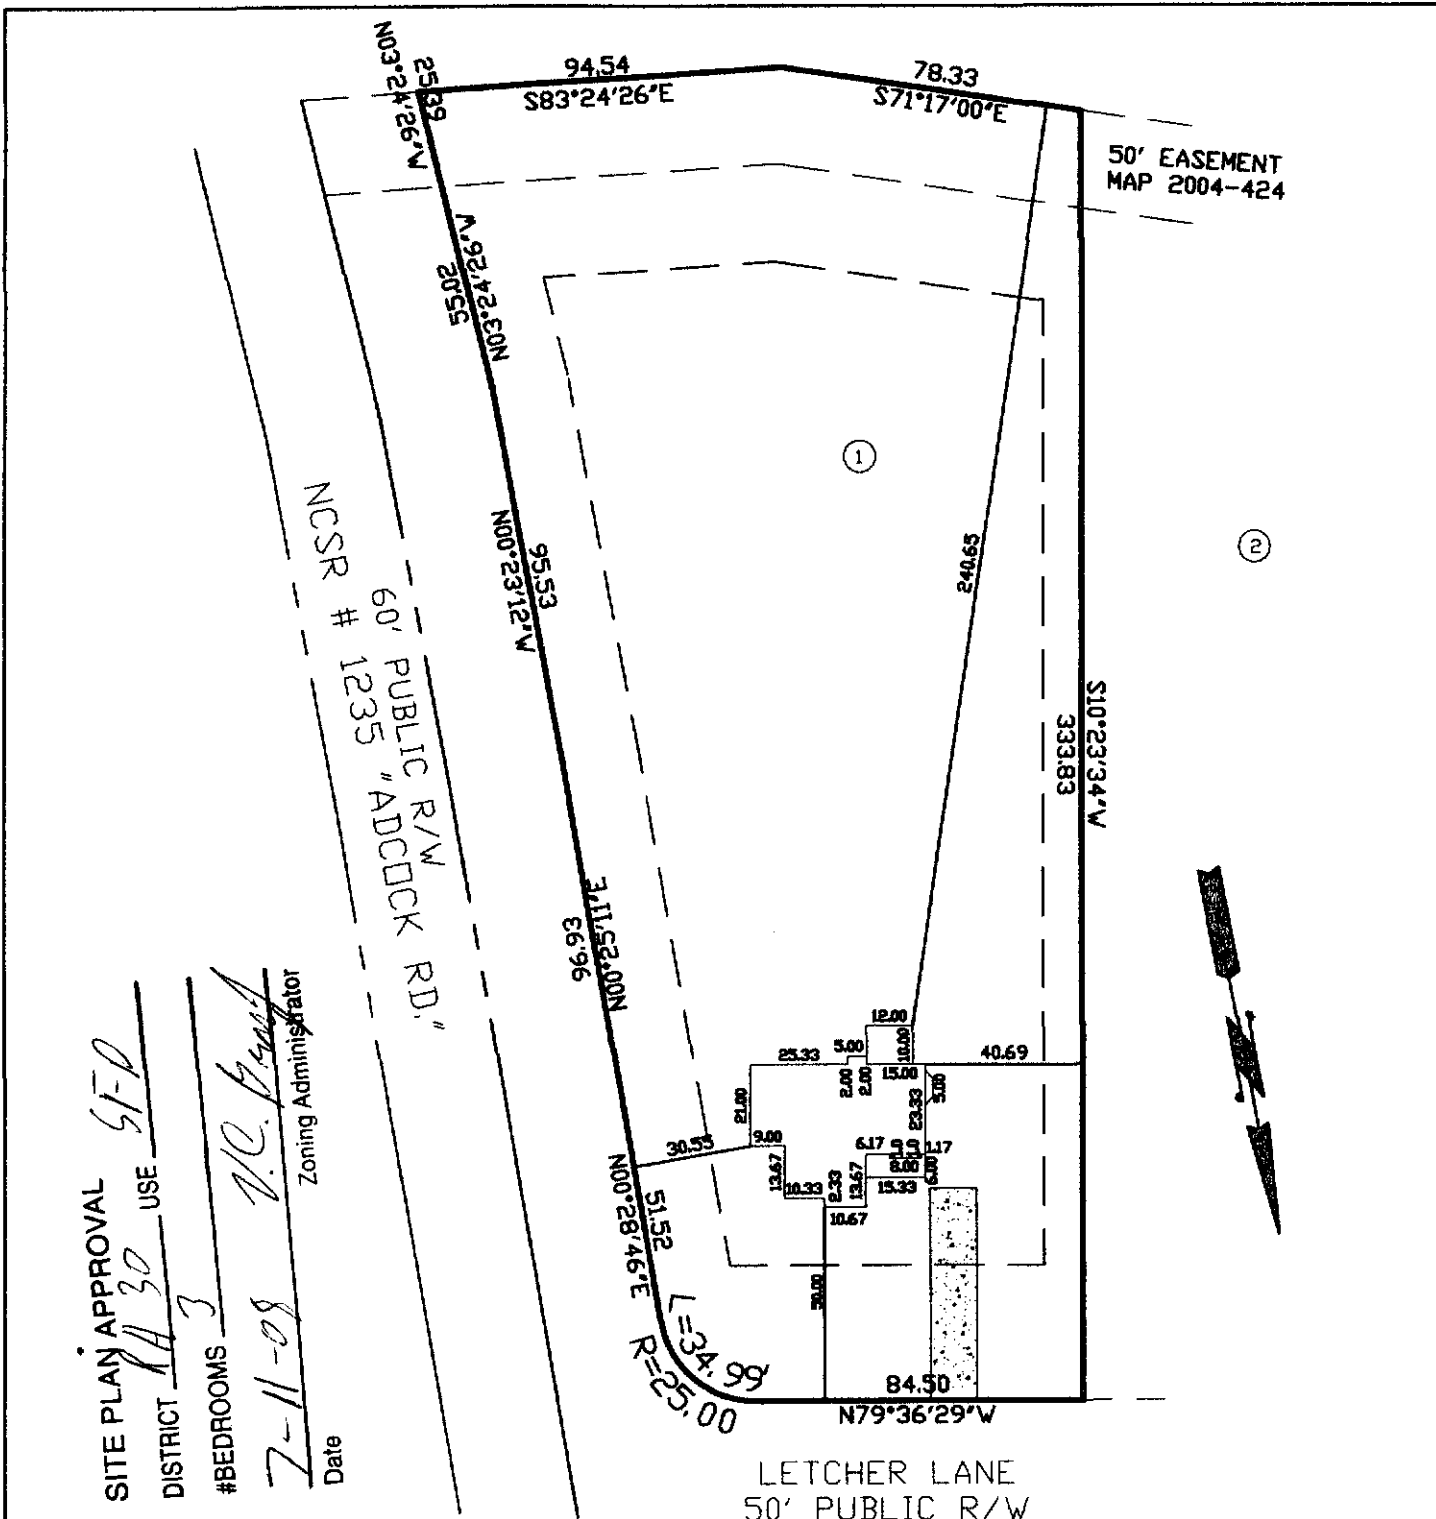 94.54
S83°24'26"E
78.33
S71°17'00"E
25.39
N03°24'26"W
50' EASEMENT
MAP 2004-424
55.02
N03°24'26"W
1
2
240.65
95.53
N00°23'12"W
60' PUBLIC R/W
NCSR # 1235 "ADCOCK RD."
S10°23'34"W
333.83
96.93
N00°25'11"E
12.00
5.00
10.00
25.33
2.00
2.00
15.00
40.69
5.00
21.00
23.33
9.00
30.55
6.17
1.17
8.00
6.00
13.67
10.33
2.33
13.67
15.33
10.67
51.52
N00°28'46"E
50.00
L=34.99'
R=25.00
84.50
N79°36'29"W
LETCHER LANE
50' PUBLIC R/W
SITE PLAN APPROVAL
DISTRICT RA 30 USE SFD
#BEDROOMS 3
7-11-08
Date
Zoning Administrator